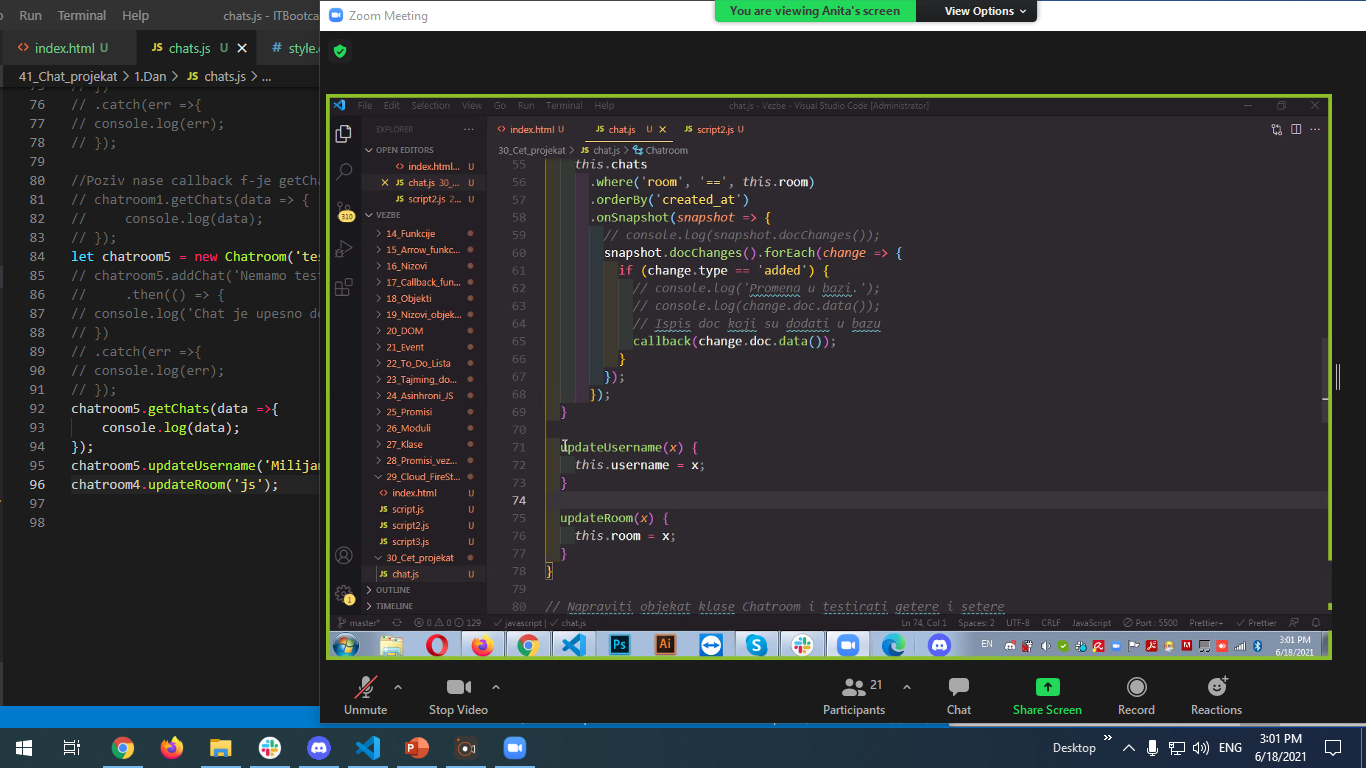 Run Terminal Help chats.js - ITBootca
Zoom Meeting
You are viewing Anita's screen View Options
index.html U JS chats.js U # style.
41_Chat_projekat > 1.Dan > JS chats.js > ...
76 // .catch(err =>{
77 // console.log(err);
78 // });
79
80 //Poziv nase callback f-je getCha
81 // chatroom1.getChats(data => {
82 // console.log(data);
83 // });
84 let chatroom5 = new Chatroom('te
85 // chatroom5.addChat('Nemamo test
86 // .then(() => {
87 // console.log('Chat je upesno do
88 // })
89 // .catch(err =>{
90 // console.log(err);
91 // });
92 chatroom5.getChats(data =>{
93 console.log(data);
94 });
95 chatroom5.updateUsername('Milijan
96 chatroom4.updateRoom('js');
97
98
File Edit Selection View Go Run Terminal Help chat.js - Vezbe - Visual Studio Code [Administrator]
EXPLORER ...
OPEN EDITORS
index.html...
U
JS chat.js 30_... U
JS script2.js 2... U
VEZBE
310
14_Funkcije
15_Arrow_funkc...
16_Nizovi
17_Callback_fun...
18_Objekti
19_Nizovi_objek...
20_DOM
21_Event
22_To_Do_Lista
23_Tajming_do...
24_Asinhroni_JS
25_Promisi
26_Moduli
27_Klase
28_Promisi_vez...
29_Cloud_FireSt...
index.html U
JS script.js U
JS script2.js U
JS script3.js U
30_Cet_projekat
JS chat.js U
OUTLINE
TIMELINE
1
index.html U JS chat.js U JS script2.js U
30_Cet_projekat > JS chat.js > Chatroom
55 this.chats
56 .where('room', '==', this.room)
57 .orderBy('created_at')
58 .onSnapshot(snapshot => {
59 // console.log(snapshot.docChanges());
60 snapshot.docChanges().forEach(change => {
61 if (change.type == 'added') {
62 // console.log('Promena u bazi.');
63 // console.log(change.doc.data());
64 // Ispis doc koji su dodati u bazu
65 callback(change.doc.data());
66 }
67 });
68 });
69 }
70
71 updateUsername(x) {
72 this.username = x;
73 }
74
75 updateRoom(x) {
76 this.room = x;
77 }
78 }
79
80 // Napraviti objekat klase Chatroom i testirati getere i setere
master* 0 0 129 javascript | chat.js Ln 74, Col 1 Spaces: 2 UTF-8 CRLF JavaScript Port : 5500 Prettier+ Prettier
Ps Ai S EN 3:01 PM
6/18/2021
Unmute Stop Video Participants 21 Chat Share Screen Record Reactions
Desktop ENG 3:01 PM
6/18/2021